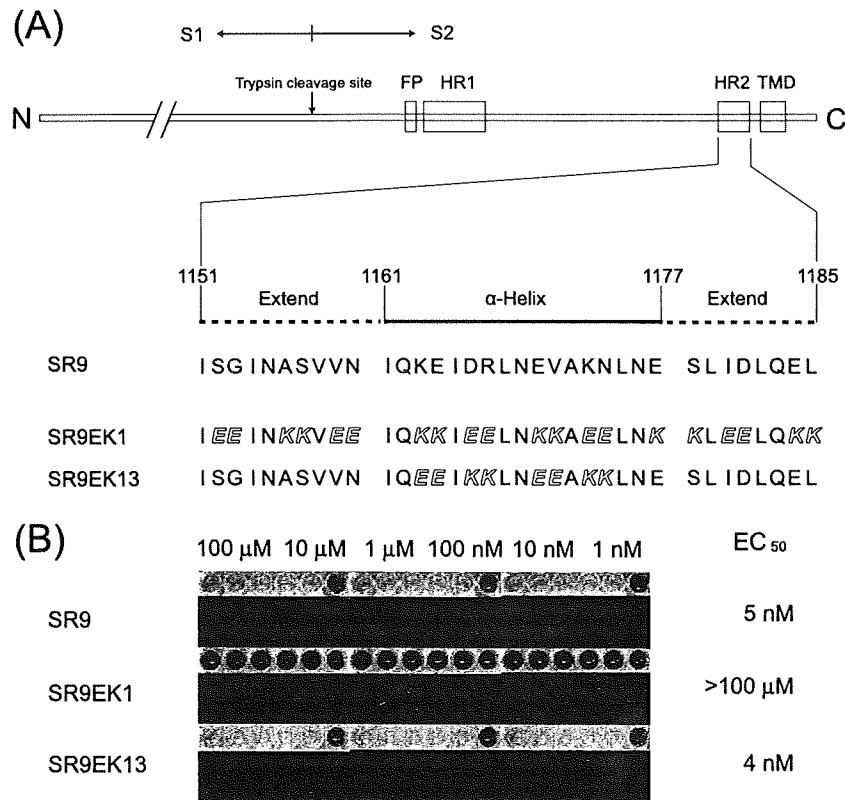 (A)
S1 S2
Trypsin cleavage site
FP HR1 HR2 TMD
N C
1151 1161 1177 1185
Extend α-Helix Extend
SR9 ISGINASVVN IQKEIDRLNEVAKNLNE SLIDLQEL
SR9EK1 IEEINKKVEE IQKKIEELNKKAEELNK KLEELQKK
SR9EK13 ISGINASVVN IQEEIKKLNEEAKKLNE SLIDLQEL
(B)
100 μM 10 μM 1 μM 100 nM 10 nM 1 nM EC 50
SR9 5 nM
SR9EK1 >100 μM
SR9EK13 4 nM